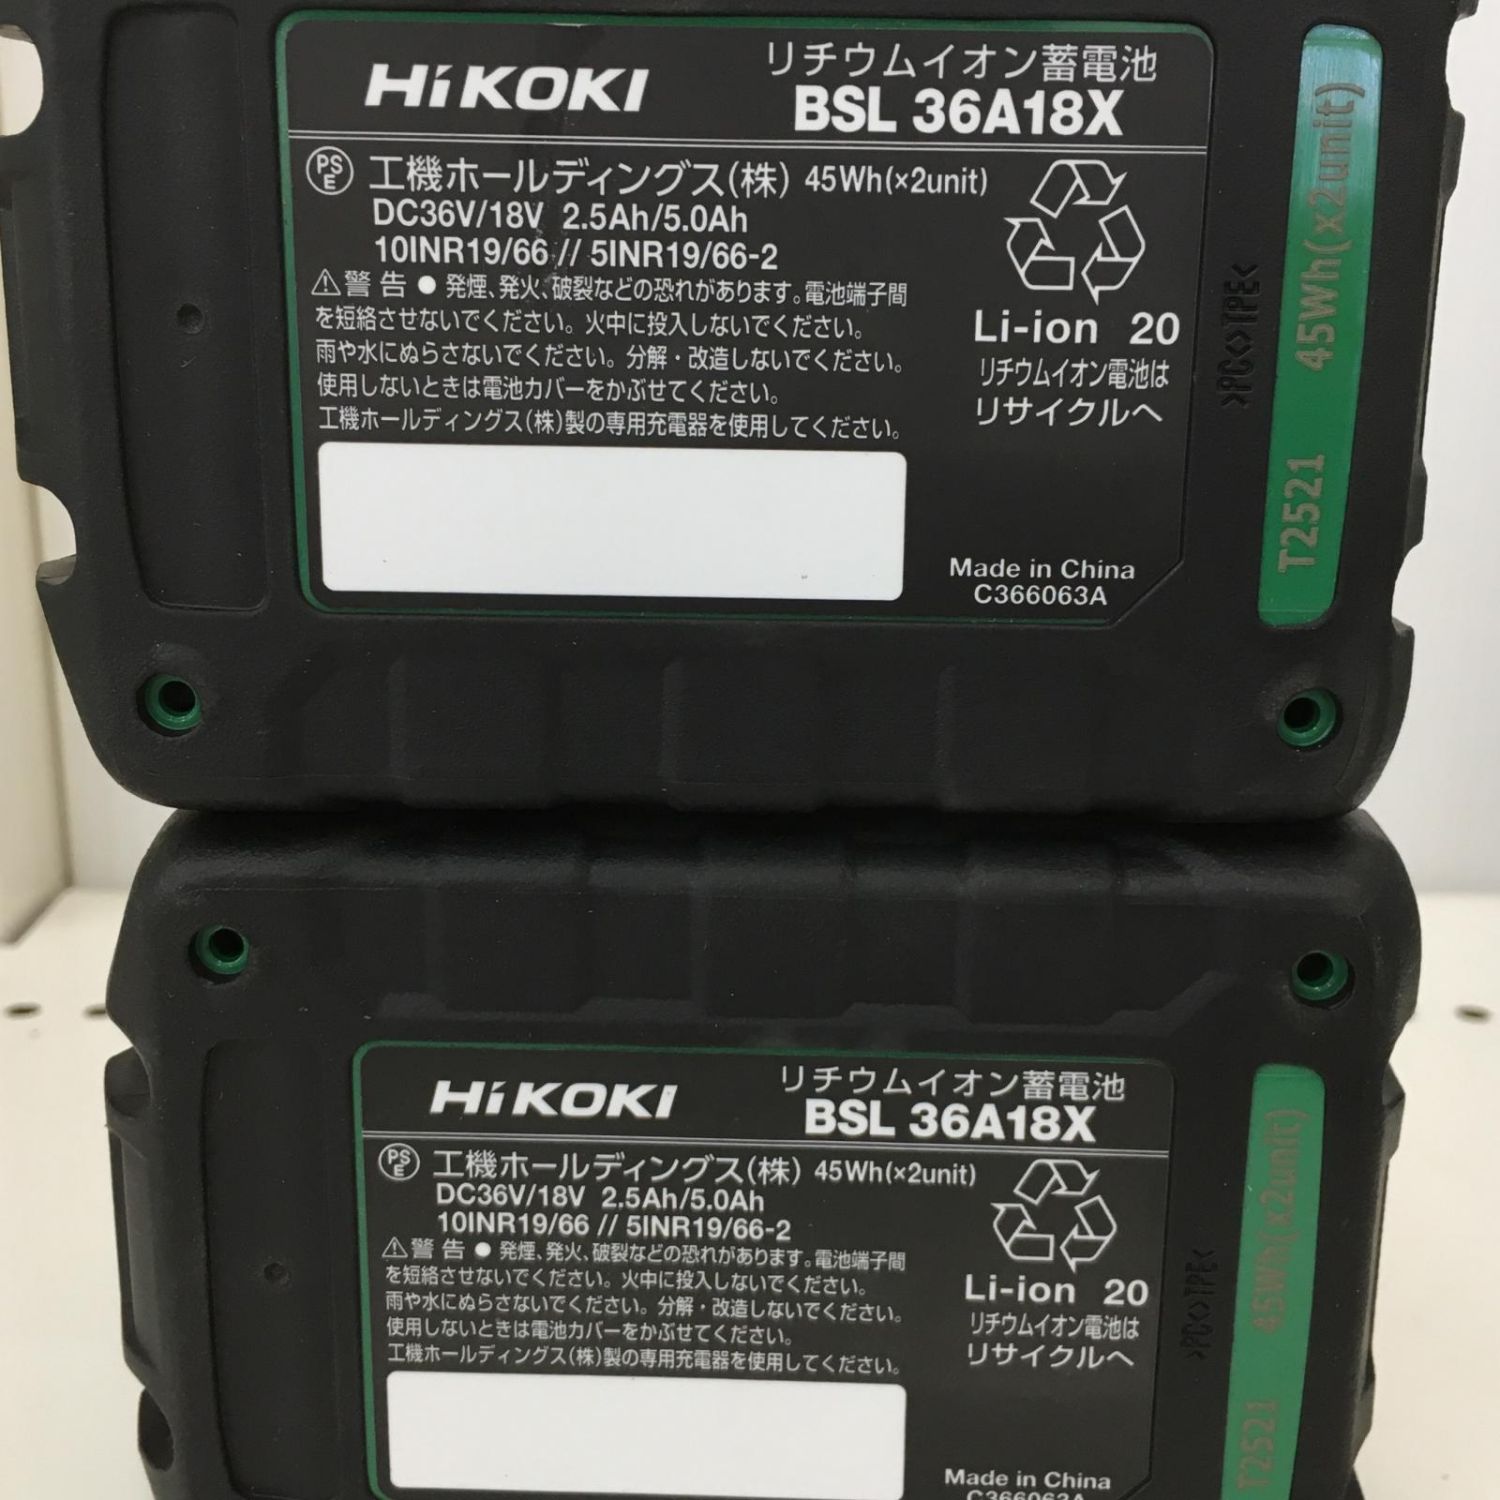 HiKOKI
リチウムイオン蓄電池
BSL 36A18X
PS
E
工機ホールディングス(株) 45Wh(×2unit)
DC36V/18V 2.5Ah/5.0Ah
10INR19/66 // 5INR19/66-2
⚠警告 ● 発煙、発火、破裂などの恐れがあります。電池端子間
を短絡させないでください。火中に投入しないでください。
雨や水にぬらさないでください。分解・改造しないでください。
使用しないときは電池カバーをかぶせてください。
工機ホールディングス(株)製の専用充電器を使用してください。
Li-ion 20
リチウムイオン電池は
リサイクルへ
Made in China
C366063A
>PC<>TPE<
T2521 45Wh(x2unit)
HiKOKI
リチウムイオン蓄電池
BSL 36A18X
PS
E
工機ホールディングス(株) 45Wh(×2unit)
DC36V/18V 2.5Ah/5.0Ah
10INR19/66 // 5INR19/66-2
⚠警告 ● 発煙、発火、破裂などの恐れがあります。電池端子間
を短絡させないでください。火中に投入しないでください。
雨や水にぬらさないでください。分解・改造しないでください。
使用しないときは電池カバーをかぶせてください。
工機ホールディングス(株)製の専用充電器を使用してください。
Li-ion 20
リチウムイオン電池は
リサイクルへ
Made in China
C366063A
>PC<>TPE<
T2521 45Wh(x2unit)